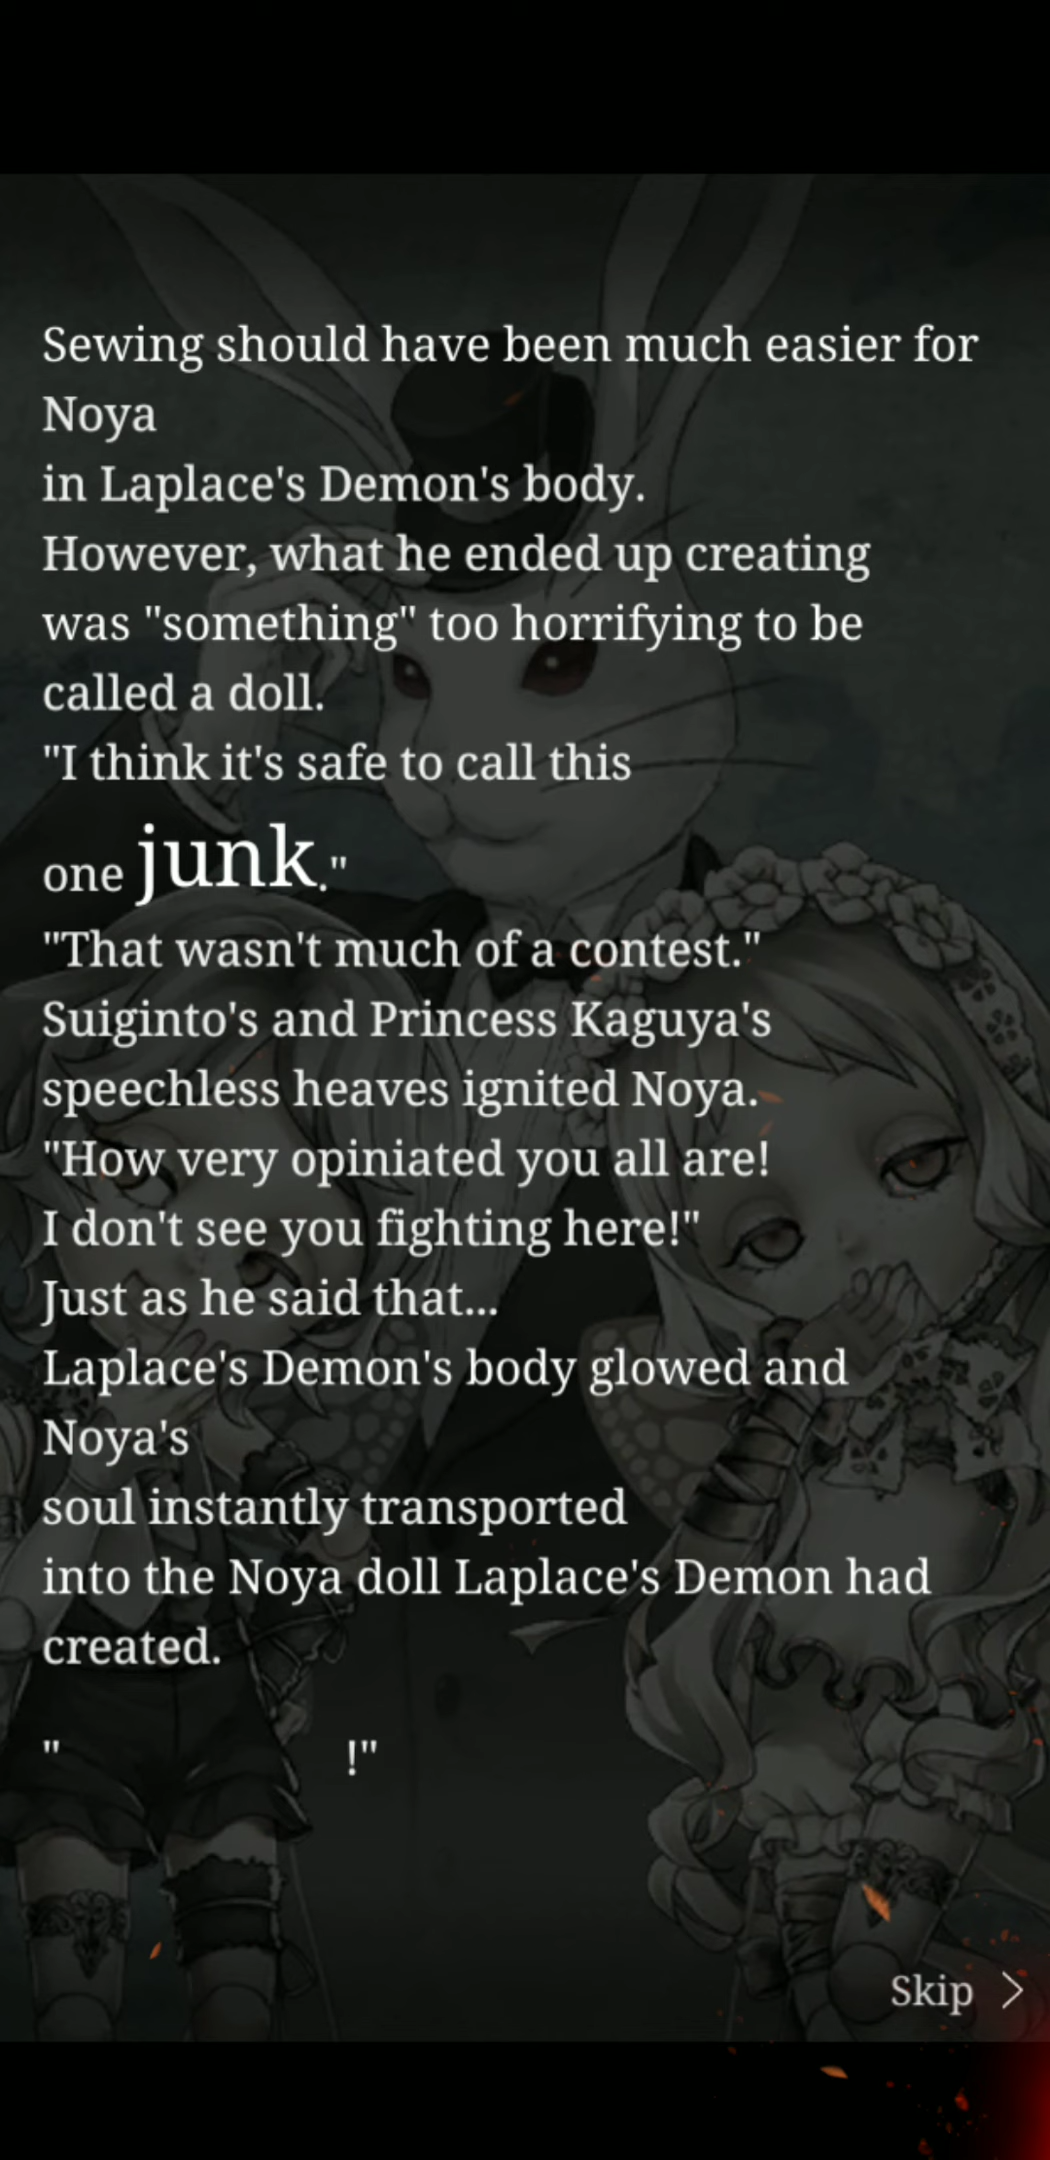 Sewing should have been much easier for
Noya
in Laplace's Demon's body.
However, what he ended up creating
was "something" too horrifying to be
called a doll.
"I think it's safe to call this
one junk."
"That wasn't much of a contest."
Suiginto's and Princess Kaguya's
speechless heaves ignited Noya.
"How very opiniated you all are!
I don't see you fighting here!"
Just as he said that...
Laplace's Demon's body glowed and
Noya's
soul instantly transported
into the Noya doll Laplace's Demon had
created.
" !"
Skip >